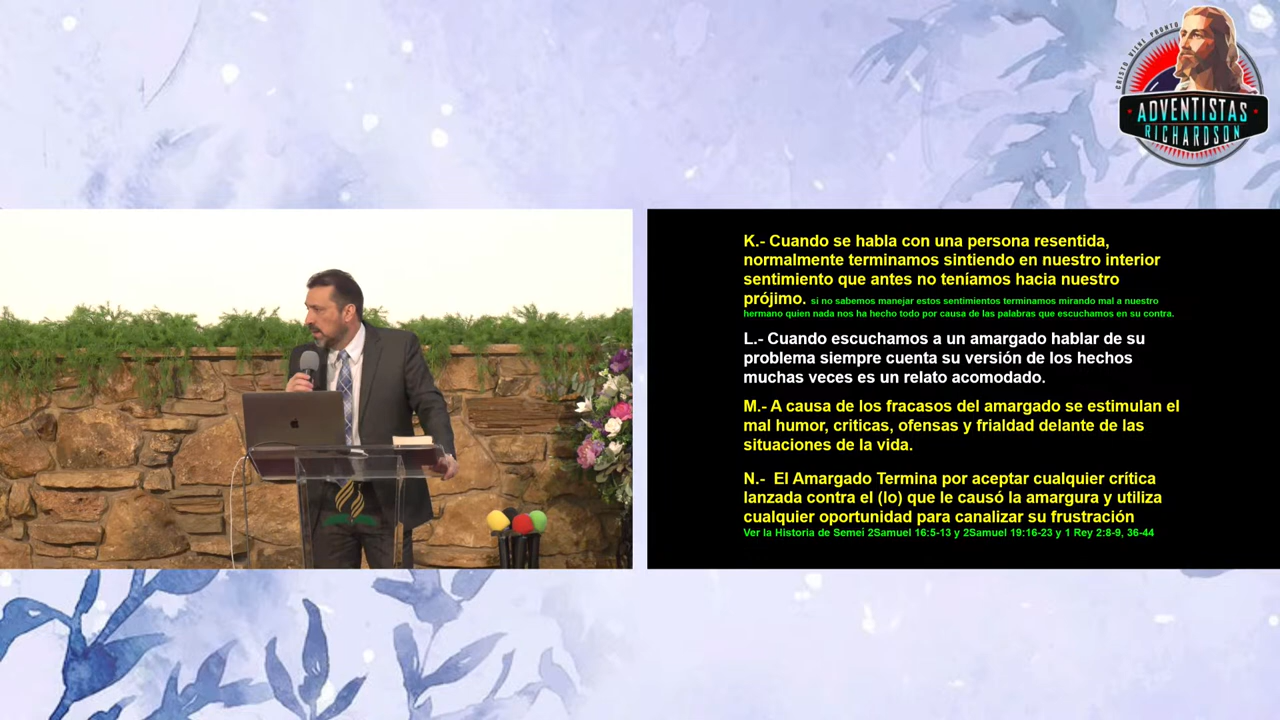 CRISTO VIENE PRONTO
ADVENTISTAS
RICHARDSON
K.- Cuando se habla con una persona resentida,
normalmente terminamos sintiendo en nuestro interior
sentimiento que antes no teníamos hacia nuestro
prójimo. si no sabemos manejar estos sentimientos terminamos mirando mal a nuestro
hermano quien nada nos ha hecho todo por causa de las palabras que escuchamos en su contra.
L.- Cuando escuchamos a un amargado hablar de su
problema siempre cuenta su versión de los hechos
muchas veces es un relato acomodado.
M.- A causa de los fracasos del amargado se estimulan el
mal humor, criticas, ofensas y frialdad delante de las
situaciones de la vida.
N.- El Amargado Termina por aceptar cualquier crítica
lanzada contra el (lo) que le causó la amargura y utiliza
cualquier oportunidad para canalizar su frustración
Ver la Historia de Semei 2Samuel 16:5-13 y 2Samuel 19:16-23 y 1 Rey 2:8-9, 36-44